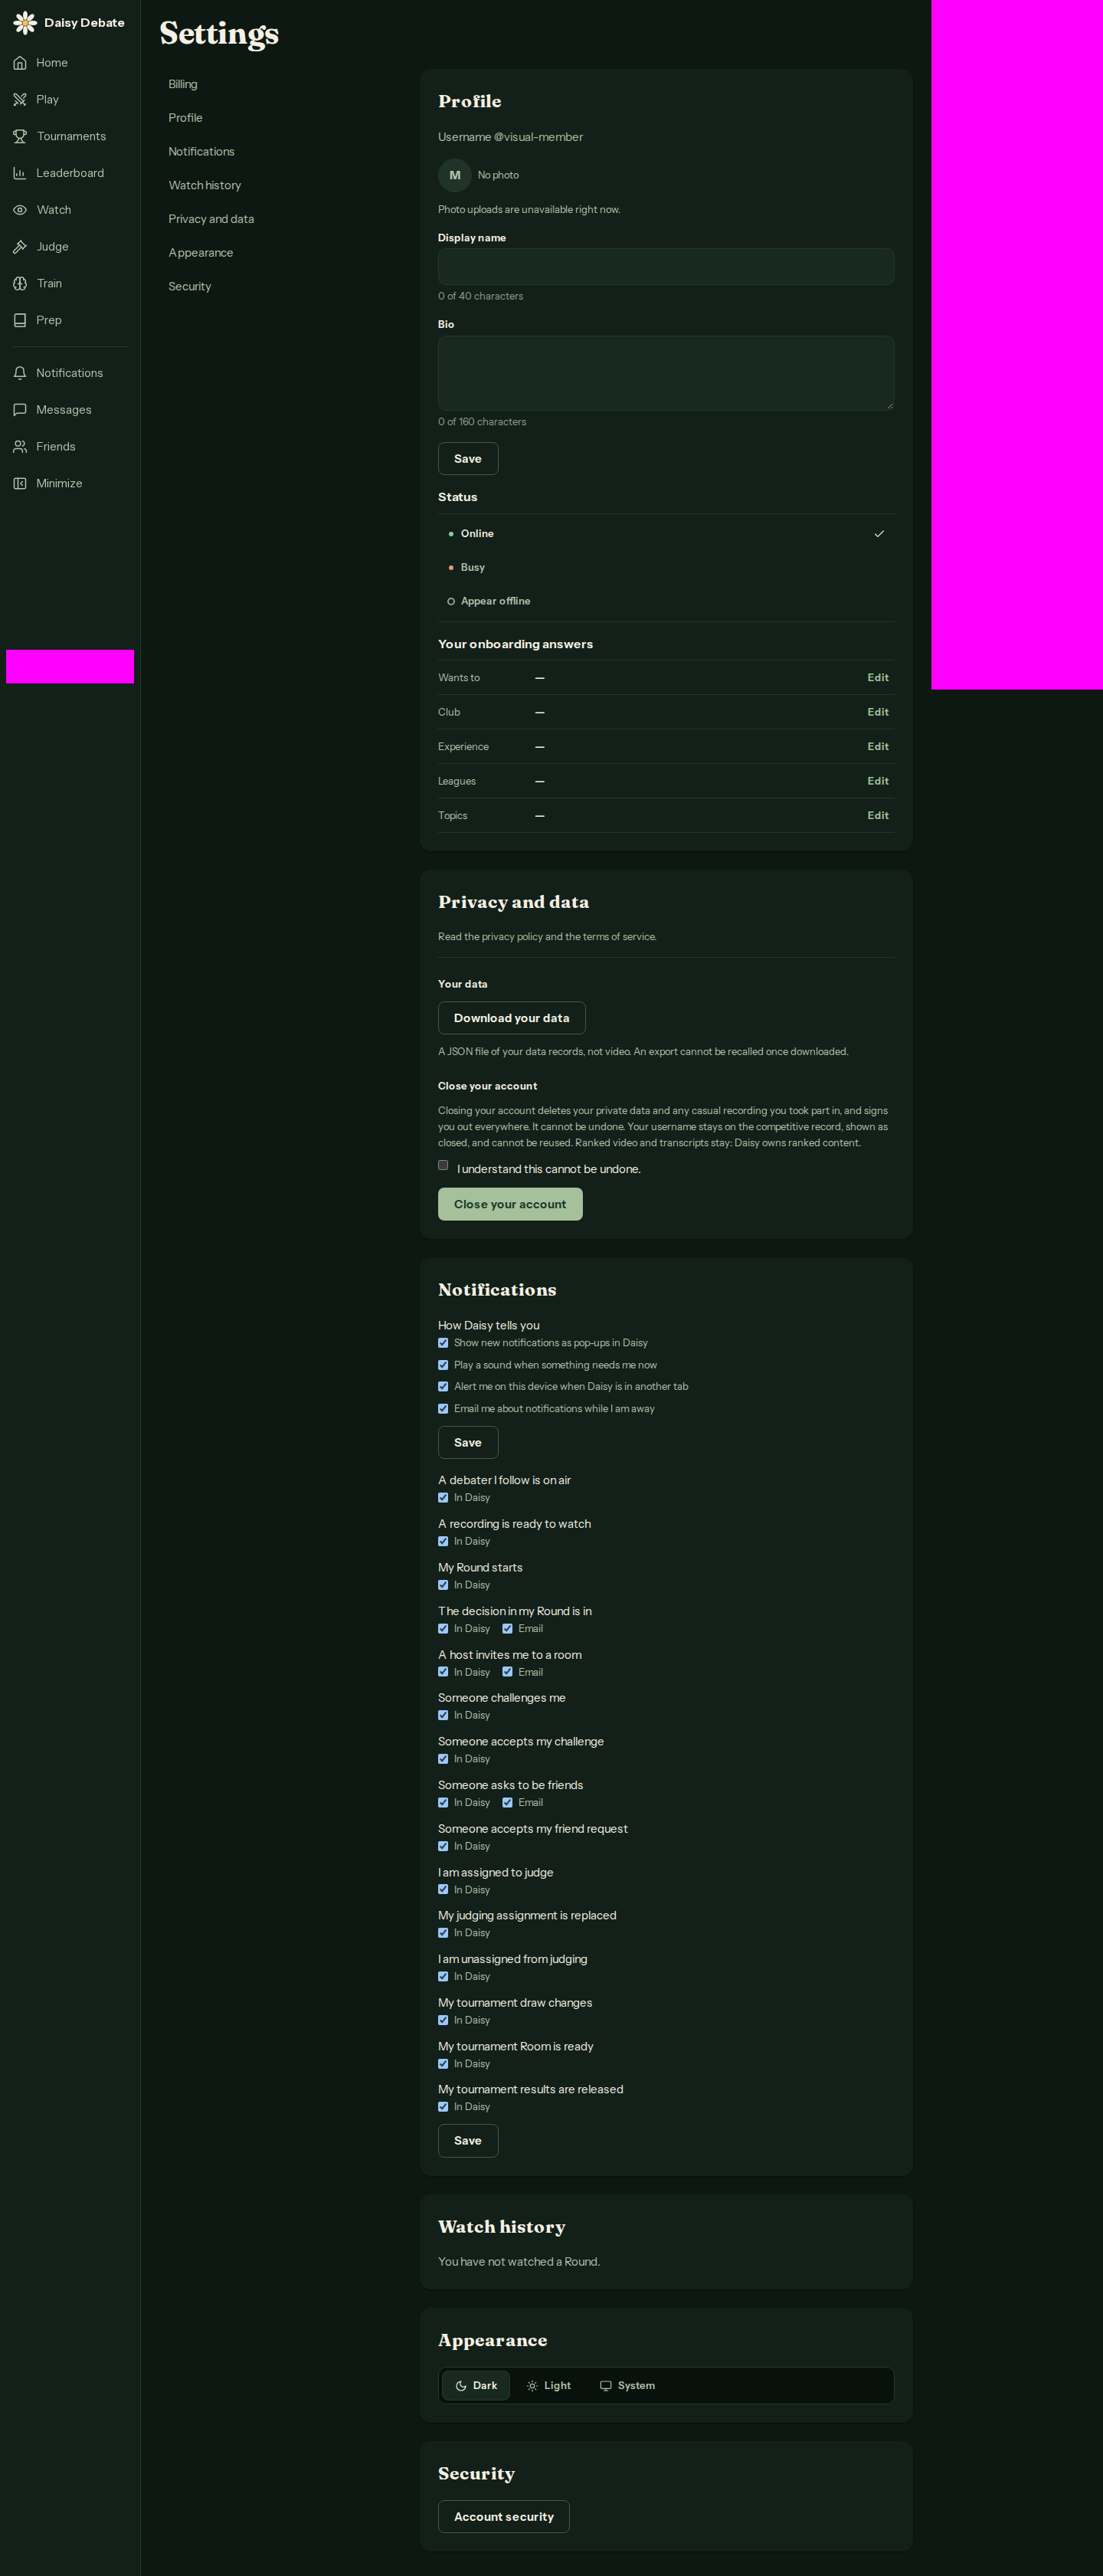 Daisy Debate
Home
Play
Tournaments
Leaderboard
Watch
Judge
Train
Prep
Notifications
Messages
Friends
Minimize
Settings
Billing
Profile
Notifications
Watch history
Privacy and data
Appearance
Security
Profile
Username @visual-member
M No photo
Photo uploads are unavailable right now.
Display name
0 of 40 characters
Bio
0 of 160 characters
Save
Status
Online
Busy
Appear offline
Your onboarding answers
Wants to — Edit
Club — Edit
Experience — Edit
Leagues — Edit
Topics — Edit
Privacy and data
Read the privacy policy and the terms of service.
Your data
Download your data
A JSON file of your data records, not video. An export cannot be recalled once downloaded.
Close your account
Closing your account deletes your private data and any casual recording you took part in, and signs
you out everywhere. It cannot be undone. Your username stays on the competitive record, shown as
closed, and cannot be reused. Ranked video and transcripts stay: Daisy owns ranked content.
I understand this cannot be undone.
Close your account
Notifications
How Daisy tells you
Show new notifications as pop-ups in Daisy
Play a sound when something needs me now
Alert me on this device when Daisy is in another tab
Email me about notifications while I am away
Save
A debater I follow is on air
In Daisy
A recording is ready to watch
In Daisy
My Round starts
In Daisy
The decision in my Round is in
In Daisy Email
A host invites me to a room
In Daisy Email
Someone challenges me
In Daisy
Someone accepts my challenge
In Daisy
Someone asks to be friends
In Daisy Email
Someone accepts my friend request
In Daisy
I am assigned to judge
In Daisy
My judging assignment is replaced
In Daisy
I am unassigned from judging
In Daisy
My tournament draw changes
In Daisy
My tournament Room is ready
In Daisy
My tournament results are released
In Daisy
Save
Watch history
You have not watched a Round.
Appearance
Dark Light System
Security
Account security